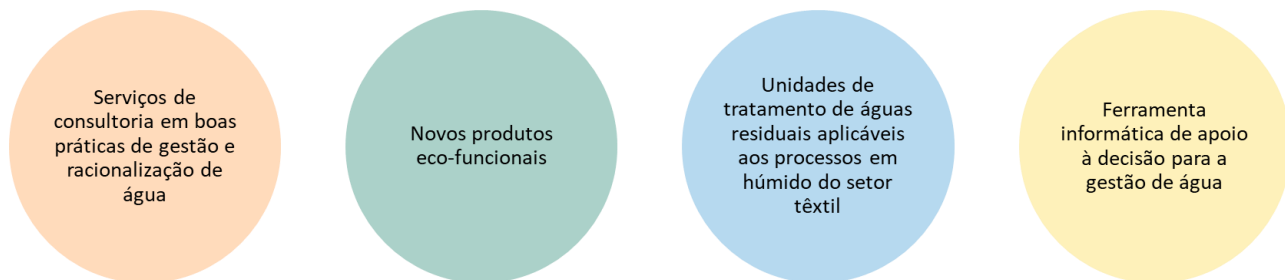 Serviços de
consultoria em boas
práticas de gestão e
racionalização de
água
Novos produtos
eco-funcionais
Unidades de
tratamento de águas
residuais aplicáveis
aos processos em
húmido do setor
têxtil
Ferramenta
informática de apoio
à decisão para a
gestão de água